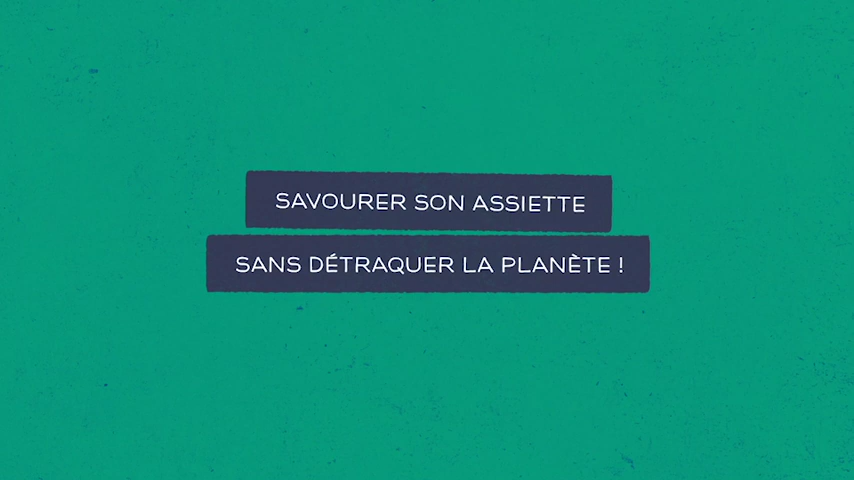 SAVOURER SON ASSIETTE
SANS DÉTRAQUER LA PLANÈTE !